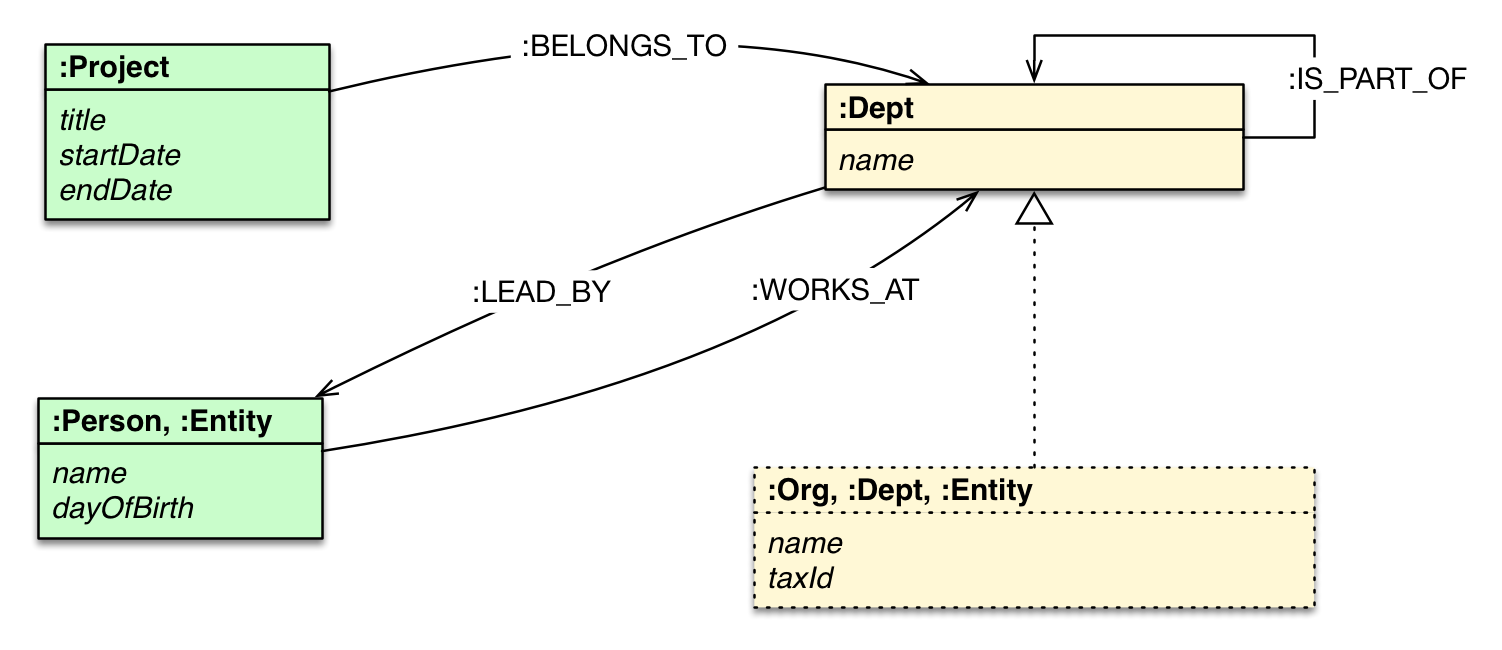 :BELONGS_TO
:Project
title
startDate
endDate
:Dept
name
:IS_PART_OF
:LEAD_BY
:WORKS_AT
:Person, :Entity
name
dayOfBirth
:Org, :Dept, :Entity
name
taxId